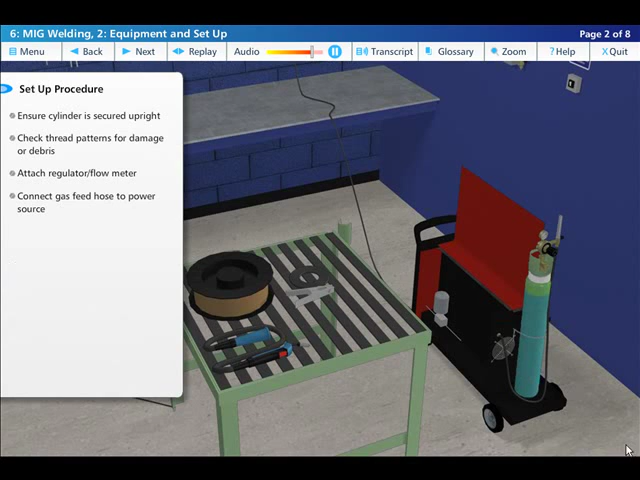 6: MIG Welding, 2: Equipment and Set Up
Page 2 of 8
Menu Back Next Replay Audio Transcript Glossary Zoom ?Help XQuit
Set Up Procedure
Ensure cylinder is secured upright
Check thread patterns for damage
or debris
Attach regulator/flow meter
Connect gas feed hose to power
source